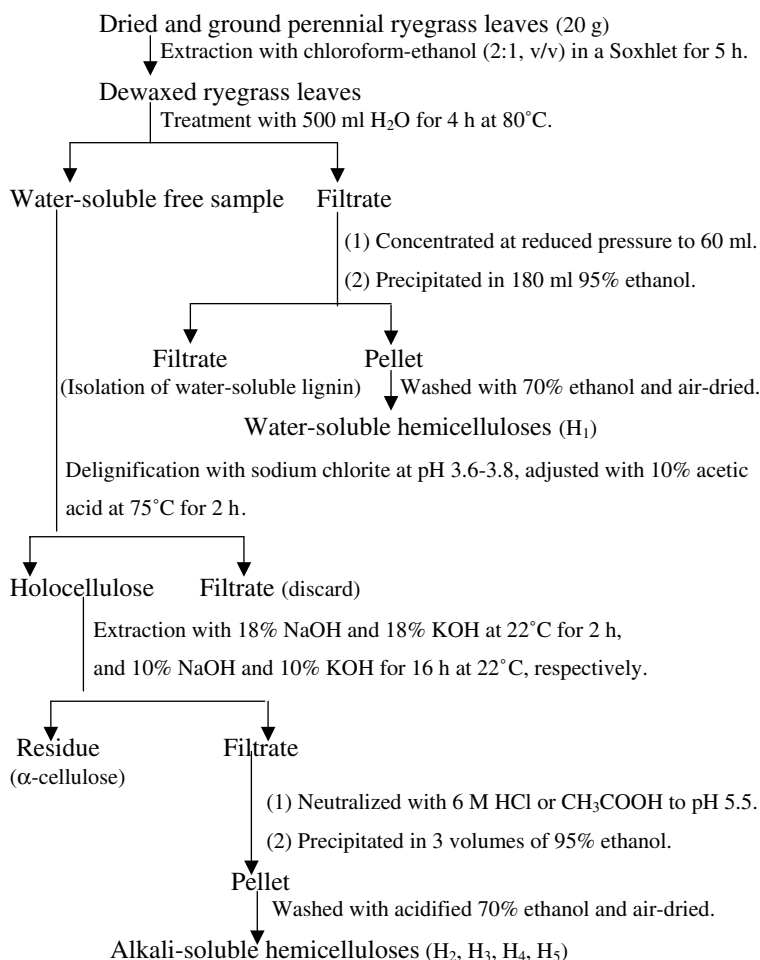 Dried and ground perennial ryegrass leaves (20 g)
Extraction with chloroform-ethanol (2:1, v/v) in a Soxhlet for 5 h.
Dewaxed ryegrass leaves
Treatment with 500 ml H₂O for 4 h at 80˚C.
Water-soluble free sample
Filtrate
(1) Concentrated at reduced pressure to 60 ml.
(2) Precipitated in 180 ml 95% ethanol.
Filtrate
(Isolation of water-soluble lignin)
Pellet
Washed with 70% ethanol and air-dried.
Water-soluble hemicelluloses (H₁)
Delignification with sodium chlorite at pH 3.6-3.8, adjusted with 10% acetic
acid at 75˚C for 2 h.
Holocellulose
Filtrate (discard)
Extraction with 18% NaOH and 18% KOH at 22˚C for 2 h,
and 10% NaOH and 10% KOH for 16 h at 22˚C, respectively.
Residue
(α-cellulose)
Filtrate
(1) Neutralized with 6 M HCl or CH₃COOH to pH 5.5.
(2) Precipitated in 3 volumes of 95% ethanol.
Pellet
Washed with acidified 70% ethanol and air-dried.
Alkali-soluble hemicelluloses (H₂, H₃, H₄, H₅)